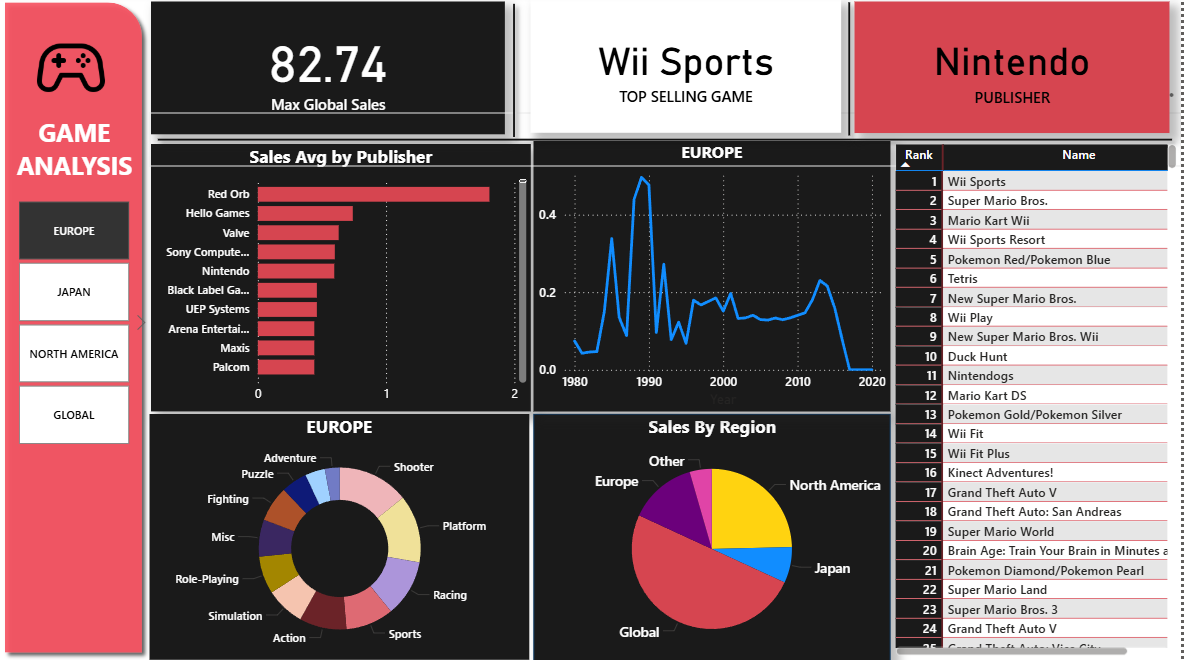 GAME
ANALYSIS
EUROPE
JAPAN
NORTH AMERICA
GLOBAL
82.74
Max Global Sales
Wii Sports
TOP SELLING GAME
Nintendo
PUBLISHER
Sales Avg by Publisher
Red Orb
Hello Games
Valve
Sony Compute...
Nintendo
Black Label Ga...
UEP Systems
Arena Entertai...
Maxis
Palcom
0 1 2
EUROPE
0.4
0.2
0.0
1980 1990 2000 2010 2020
Year
EUROPE
Adventure
Shooter
Puzzle
Fighting
Platform
Misc
Role-Playing
Racing
Simulation
Sports
Action
Sales By Region
Other
Europe
North America
Japan
Global
Rank Name
1 Wii Sports
2 Super Mario Bros.
3 Mario Kart Wii
4 Wii Sports Resort
5 Pokemon Red/Pokemon Blue
6 Tetris
7 New Super Mario Bros.
8 Wii Play
9 New Super Mario Bros. Wii
10 Duck Hunt
11 Nintendogs
12 Mario Kart DS
13 Pokemon Gold/Pokemon Silver
14 Wii Fit
15 Wii Fit Plus
16 Kinect Adventures!
17 Grand Theft Auto V
18 Grand Theft Auto: San Andreas
19 Super Mario World
20 Brain Age: Train Your Brain in Minutes a
21 Pokemon Diamond/Pokemon Pearl
22 Super Mario Land
23 Super Mario Bros. 3
24 Grand Theft Auto V
25 Grand Theft Auto: Vice City